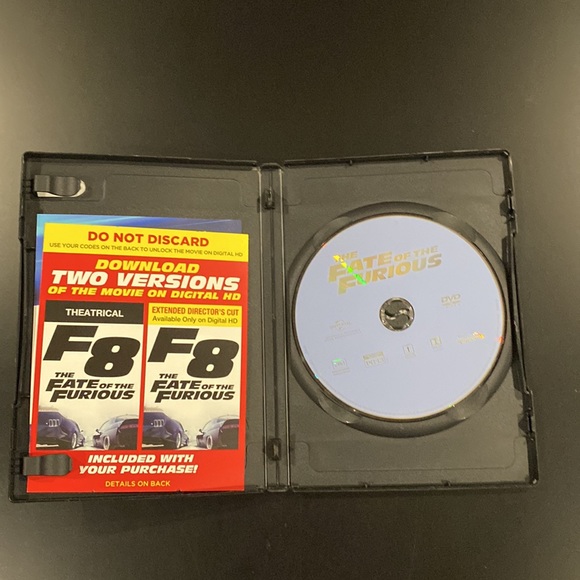 DO NOT DISCARD
USE YOUR CODES ON THE BACK TO UNLOCK THE MOVIE ON DIGITAL HD
DOWNLOAD
TWO VERSIONS
OF THE MOVIE ON DIGITAL HD
THEATRICAL
F8
THE
FATE OF THE
FURIOUS
EXTENDED DIRECTOR'S CUT
Available Only on Digital HD
F8
THE
FATE OF THE
FURIOUS
INCLUDED WITH
YOUR PURCHASE!
DETAILS ON BACK
THE
FATE OF THE
FURIOUS
DVD